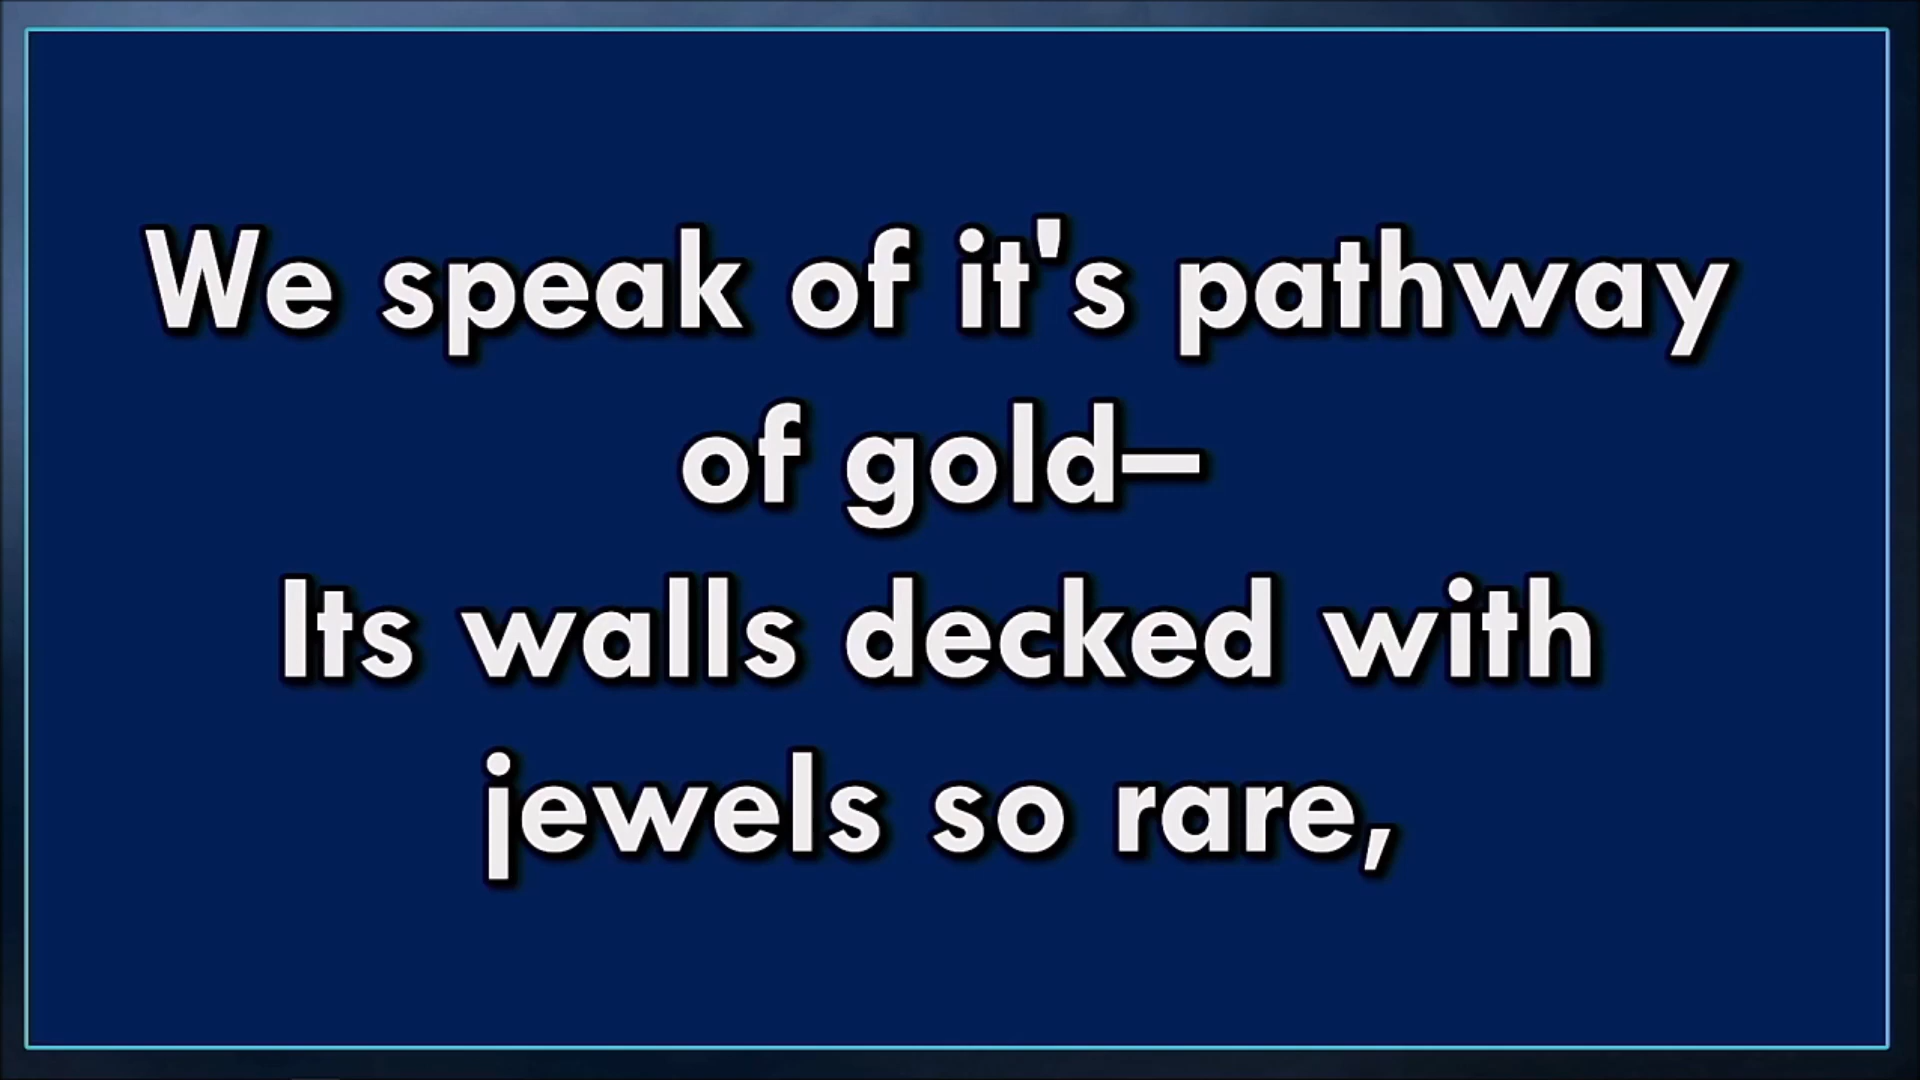 We speak of it's pathway
of gold—
Its walls decked with
jewels so rare,